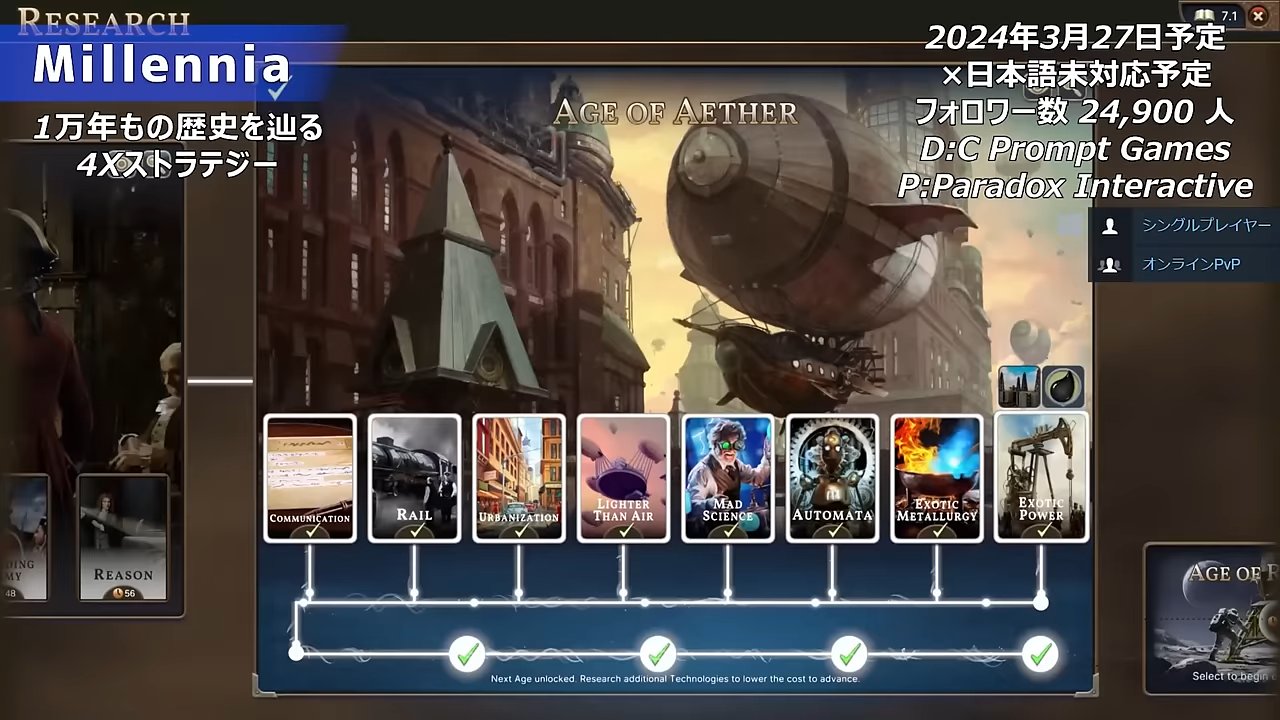 RESEARCH
Millennia
1万年もの歴史を辿る
4Xストラテジー
7.1
2024年3月27日予定
×日本語未対応予定
フォロワー数 24,900 人
D:C Prompt Games
P:Paradox Interactive
シングルプレイヤー
オンラインPvP
AGE OF AETHER
COMMUNICATION
RAIL
URBANIZATION
LIGHTER THAN AIR
MAD SCIENCE
AUTOMATA
EXOTIC METALLURGY
EXOTIC POWER
48
REASON
56
AGE OF
Select to begin
Next Age unlocked. Research additional Technologies to lower the cost to advance.